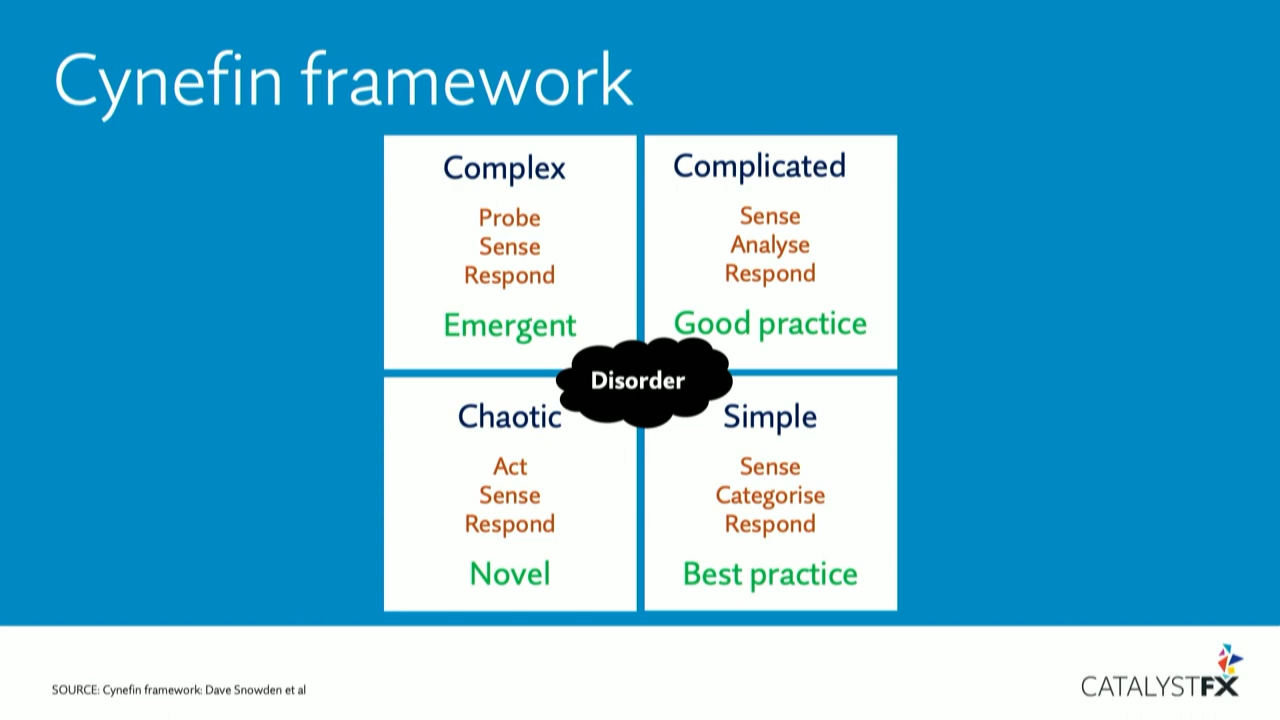 Cynefin framework
Complex
Probe
Sense
Respond
Emergent
Complicated
Sense
Analyse
Respond
Good practice
Disorder
Chaotic
Act
Sense
Respond
Novel
Simple
Sense
Categorise
Respond
Best practice
SOURCE: Cynefin framework: Dave Snowden et al
CATALYSTFX